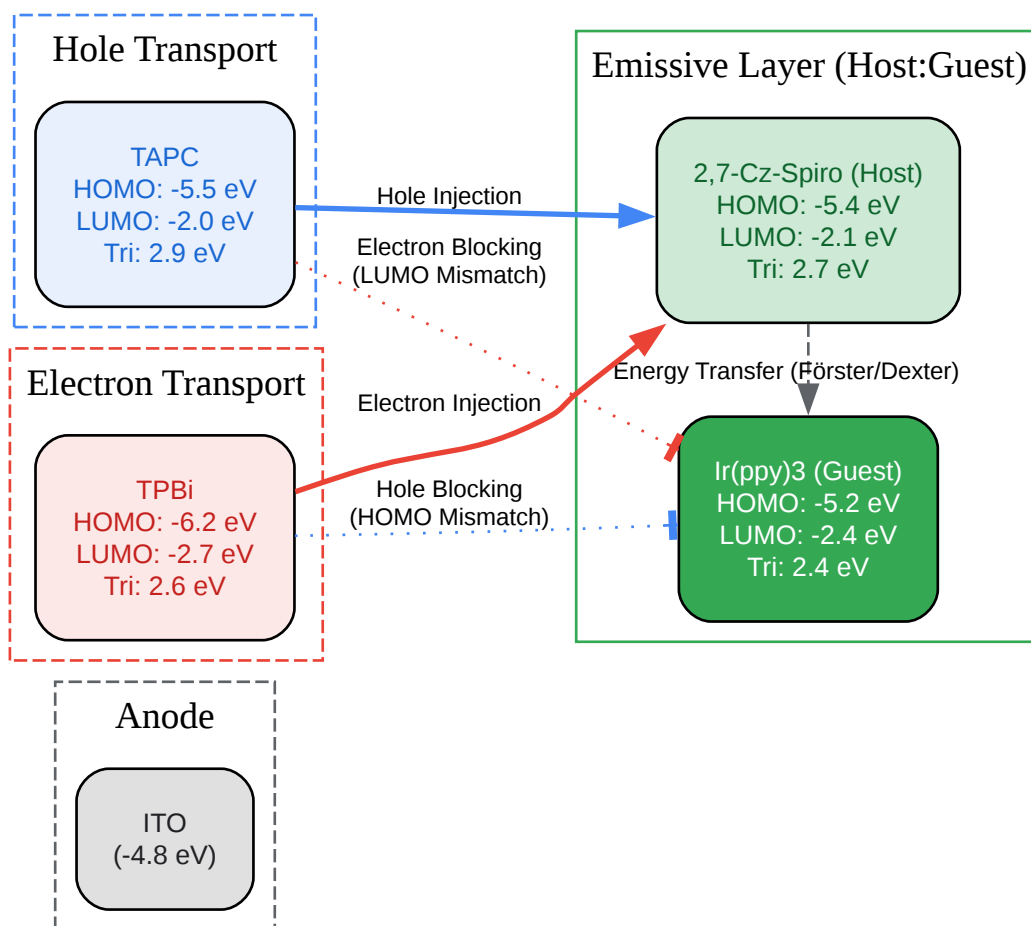 Hole Transport
TAPC
HOMO: -5.5 eV
LUMO: -2.0 eV
Tri: 2.9 eV
Hole Injection
Electron Blocking
(LUMO Mismatch)
Emissive Layer (Host:Guest)
2,7-Cz-Spiro (Host)
HOMO: -5.4 eV
LUMO: -2.1 eV
Tri: 2.7 eV
Energy Transfer (Förster/Dexter)
Electron Transport
TPBi
HOMO: -6.2 eV
LUMO: -2.7 eV
Tri: 2.6 eV
Electron Injection
Hole Blocking
(HOMO Mismatch)
Ir(ppy)3 (Guest)
HOMO: -5.2 eV
LUMO: -2.4 eV
Tri: 2.4 eV
Anode
ITO
(-4.8 eV)